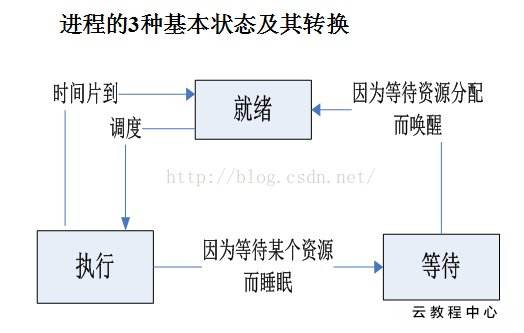 进程的3种基本状态及其转换
时间片到
就绪
因为等待资源分配
而唤醒
调度
http://blog.csdn.net/
执行
因为等待某个资源
而睡眠
等待
云教程中心